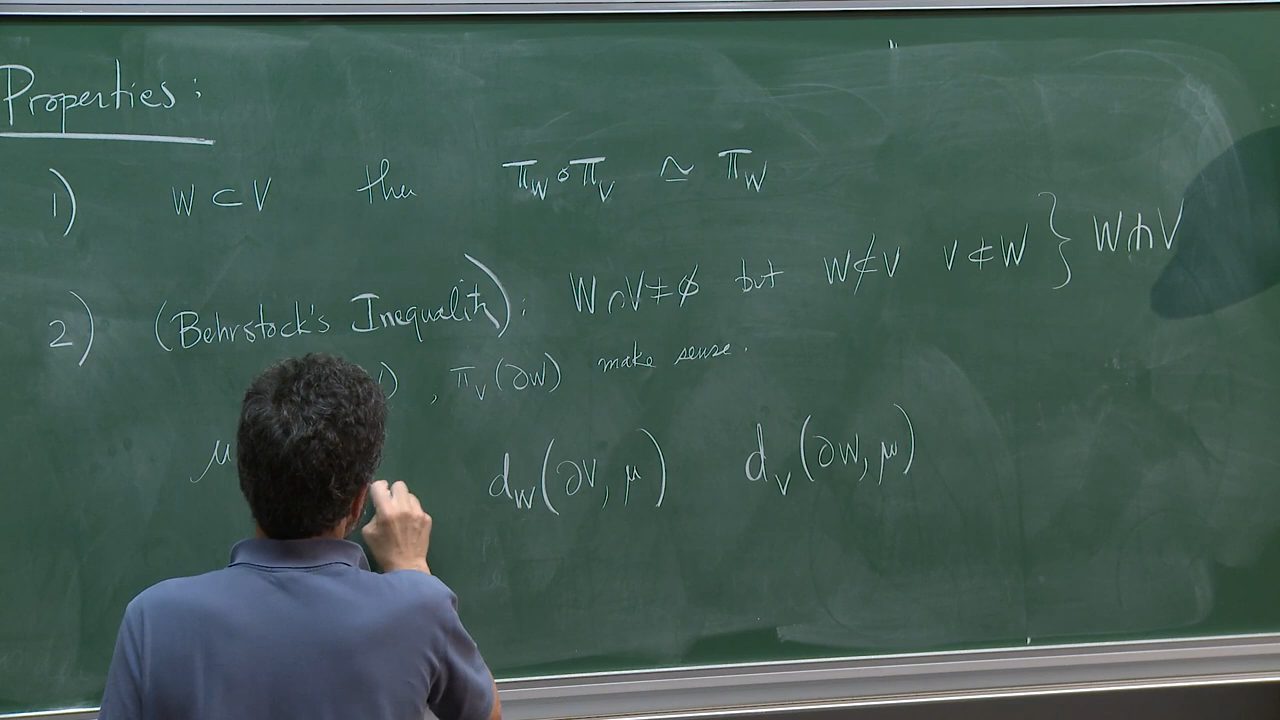 Properties:
1) W ⊂ V then π_W ∘ π_V ≃ π_W
2) (Behrstock's Inequality): W ∩ V ≠ ∅ but W ⊄ V V ⊄ W } W ⋔ V
) , π_V(∂W) make sense.
μ d_W(∂V, μ) d_V(∂W, μ)